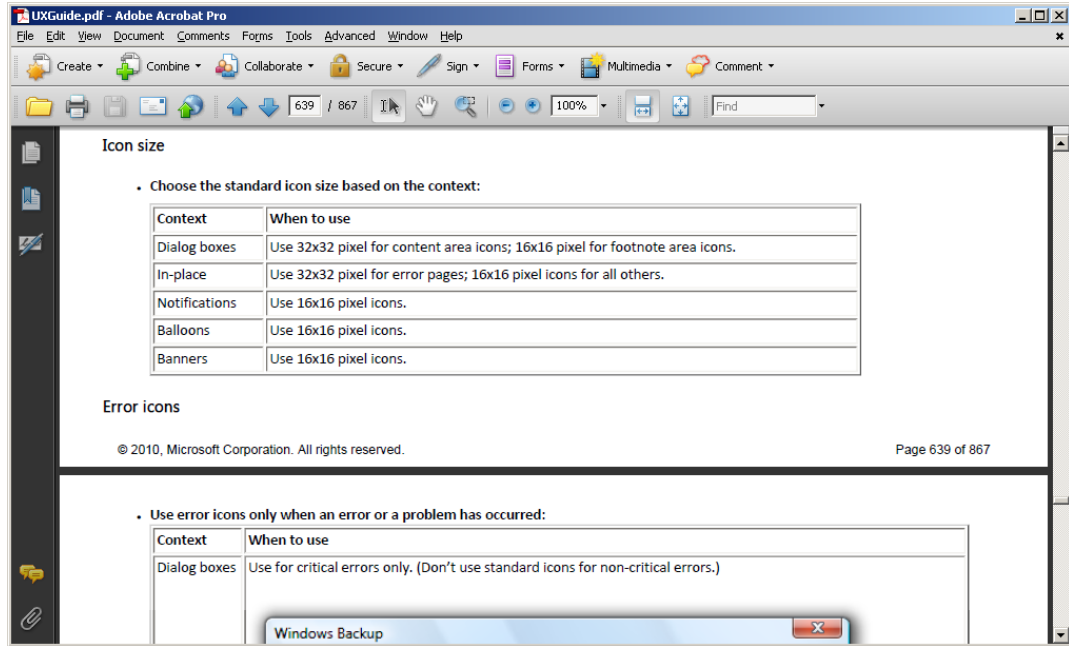 UXGuide.pdf - Adobe Acrobat Pro
File Edit View Document Comments Forms Tools Advanced Window Help
Create Combine Collaborate Secure Sign Forms Multimedia Comment
639 / 867 100% Find
Icon size
• Choose the standard icon size based on the context:
Context When to use
Dialog boxes Use 32x32 pixel for content area icons; 16x16 pixel for footnote area icons.
In-place Use 32x32 pixel for error pages; 16x16 pixel icons for all others.
Notifications Use 16x16 pixel icons.
Balloons Use 16x16 pixel icons.
Banners Use 16x16 pixel icons.
Error icons
© 2010, Microsoft Corporation. All rights reserved. Page 639 of 867
• Use error icons only when an error or a problem has occurred:
Context When to use
Dialog boxes Use for critical errors only. (Don't use standard icons for non-critical errors.)
Windows Backup